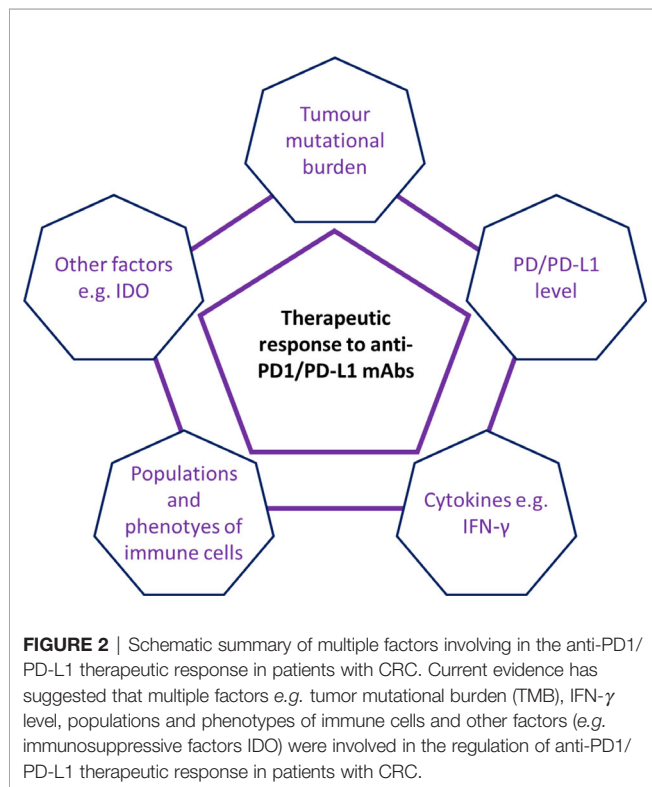 Tumour
mutational
burden
Other factors
e.g. IDO
PD/PD-L1
level
Therapeutic
response to anti-
PD1/PD-L1 mAbs
Populations
and
phenotyes of
immune cells
Cytokines e.g.
IFN-γ
FIGURE 2 | Schematic summary of multiple factors involving in the anti-PD1/
PD-L1 therapeutic response in patients with CRC. Current evidence has
suggested that multiple factors e.g. tumor mutational burden (TMB), IFN-γ
level, populations and phenotypes of immune cells and other factors (e.g.
immunosuppressive factors IDO) were involved in the regulation of anti-PD1/
PD-L1 therapeutic response in patients with CRC.